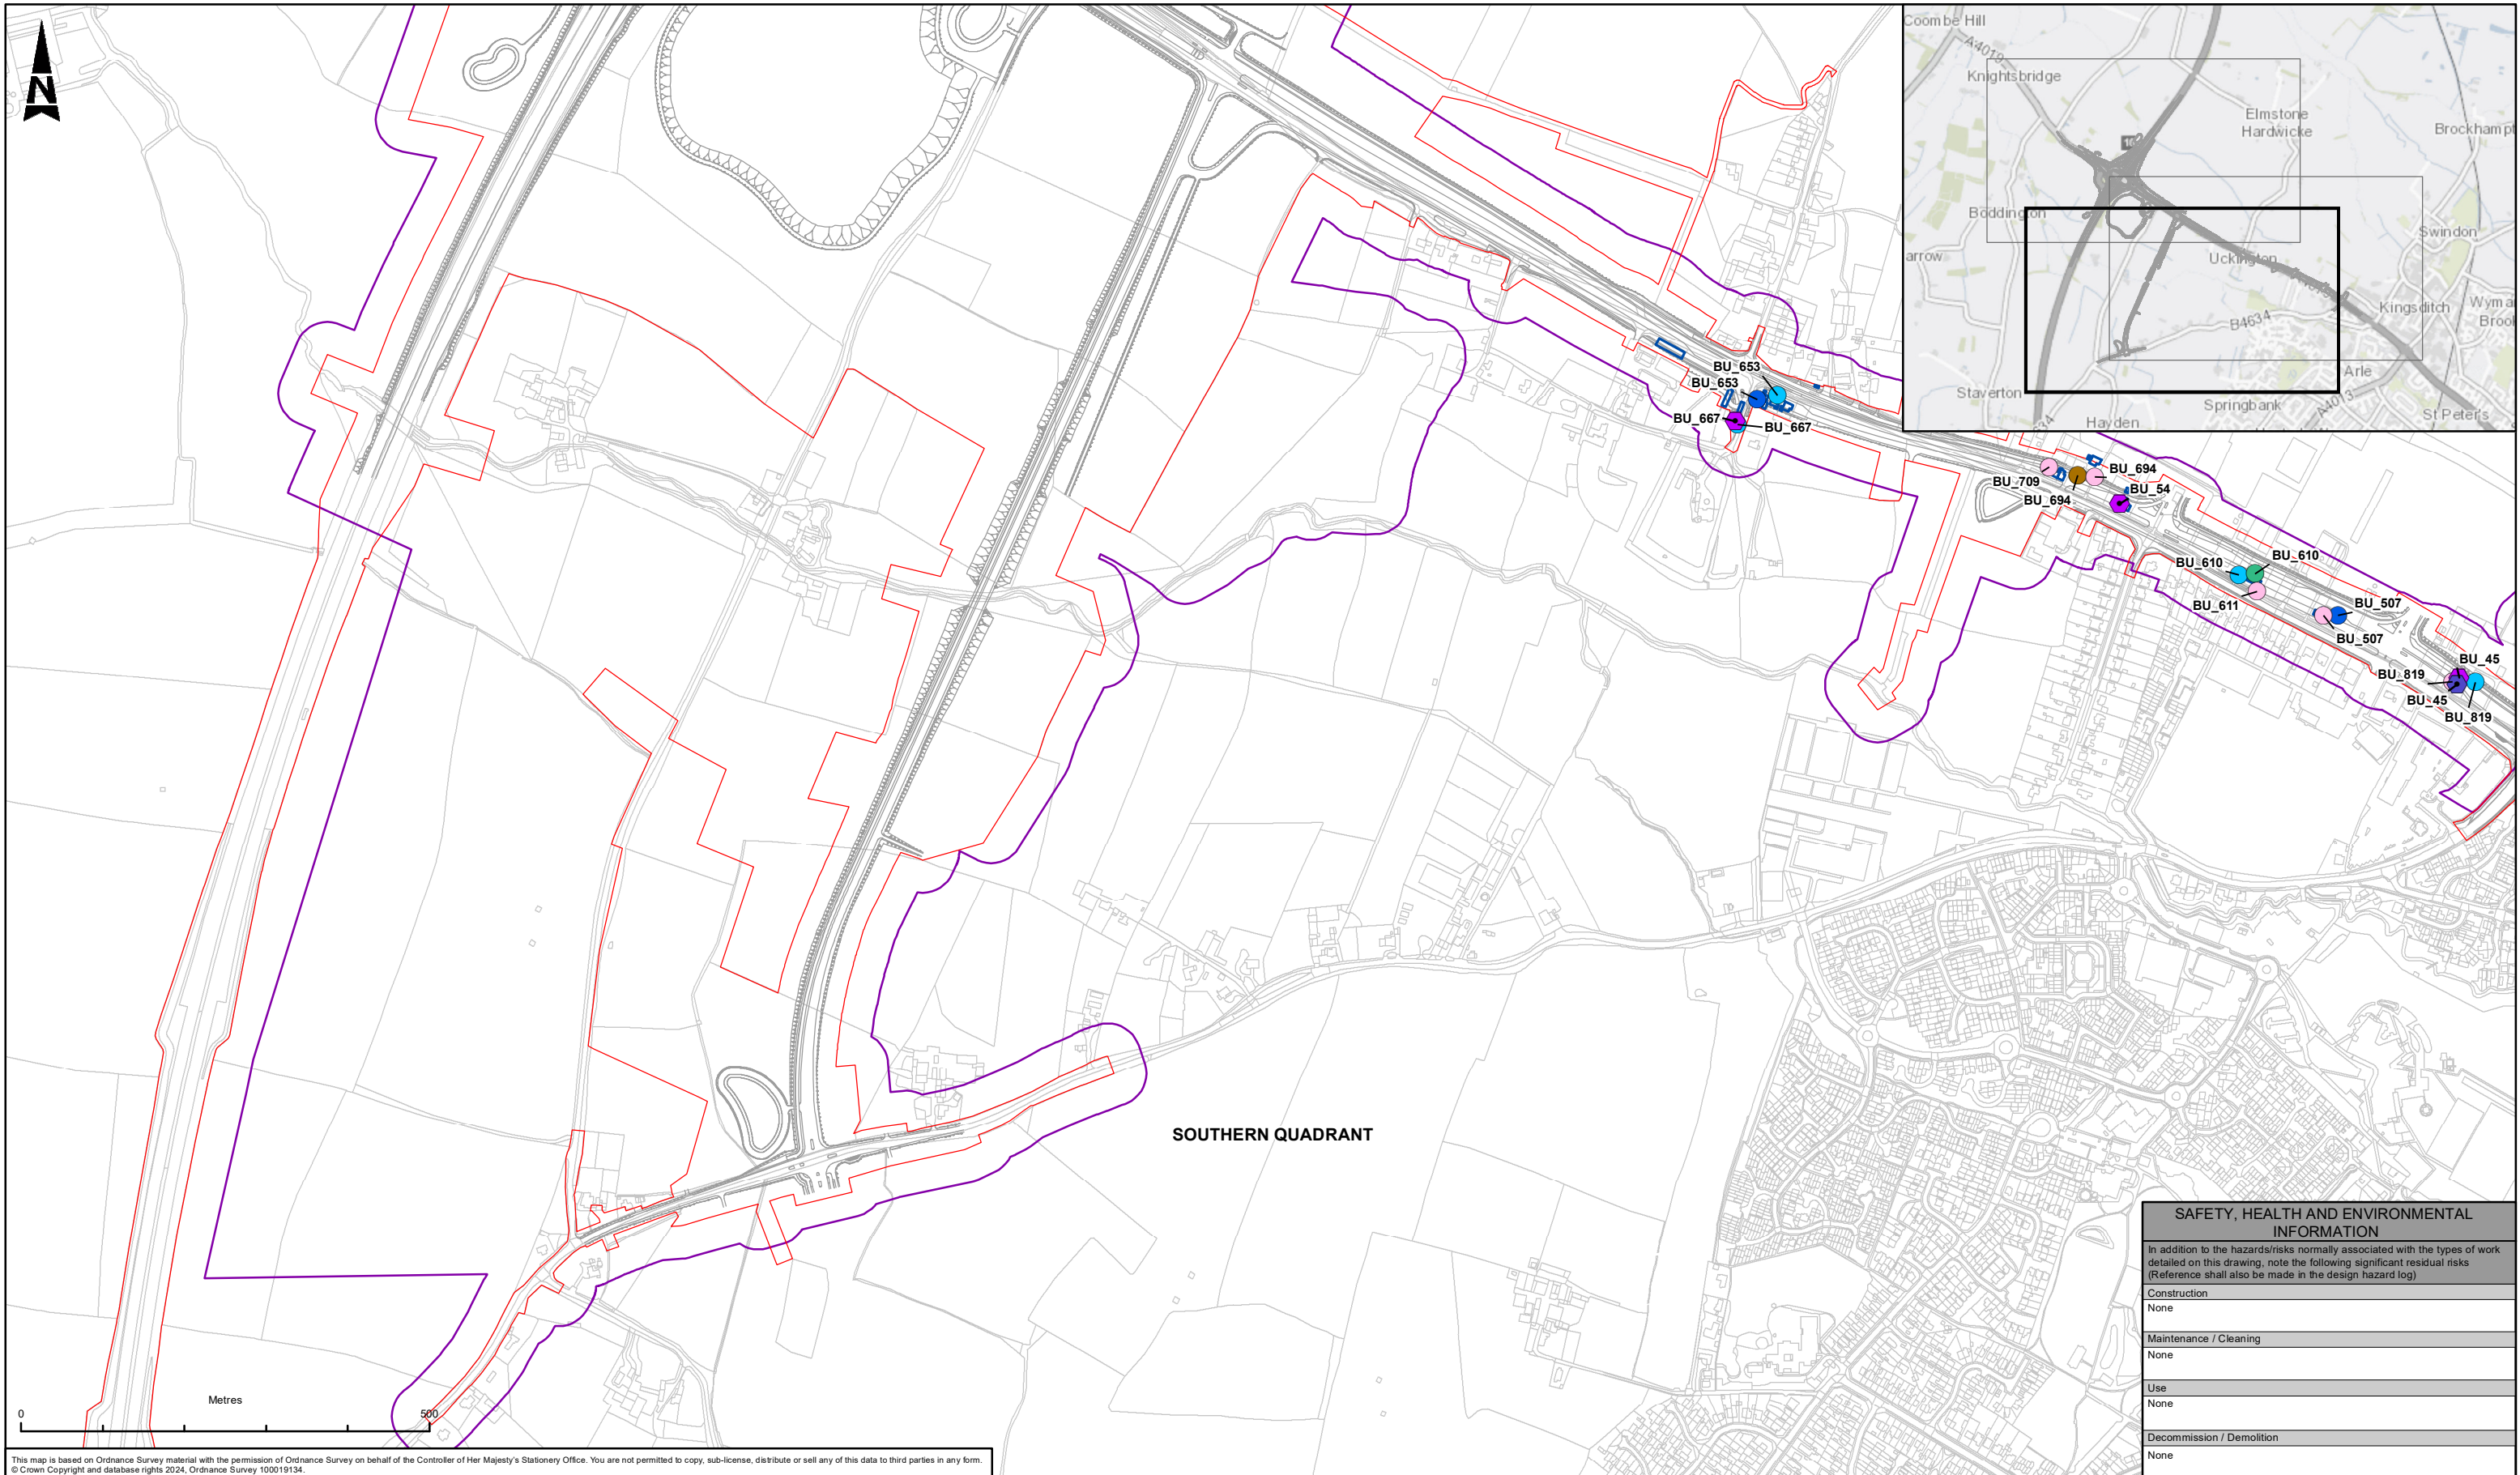 N
Coombe Hill
A4019
Knightsbridge
Elmstone
Hardwicke
Brockhampt
10
Boddington
Swindon
arrow
Uckington
Kingsditch
Wyma
Broo
B4634
Arle
Staverton
Springbank
A4013
St Peter's
Hayden
BU_653
BU_653
BU_667
BU_667
BU_694
BU_709
BU_54
BU_694
BU_610
BU_610
BU_611
BU_507
BU_507
BU_45
BU_819
BU_45
BU_819
SOUTHERN QUADRANT
SAFETY, HEALTH AND ENVIRONMENTAL
INFORMATION
In addition to the hazards/risks normally associated with the types of work
detailed on this drawing, note the following significant residual risks
(Reference shall also be made in the design hazard log)
Construction
None
Maintenance / Cleaning
None
Use
None
Decommission / Demolition
None
Metres
0 500
This map is based on Ordnance Survey material with the permission of Ordnance Survey on behalf of the Controller of Her Majesty's Stationery Office. You are not permitted to copy, sub-license, distribute or sell any of this data to third parties in any form.
© Crown Copyright and database rights 2024, Ordnance Survey 100019134.